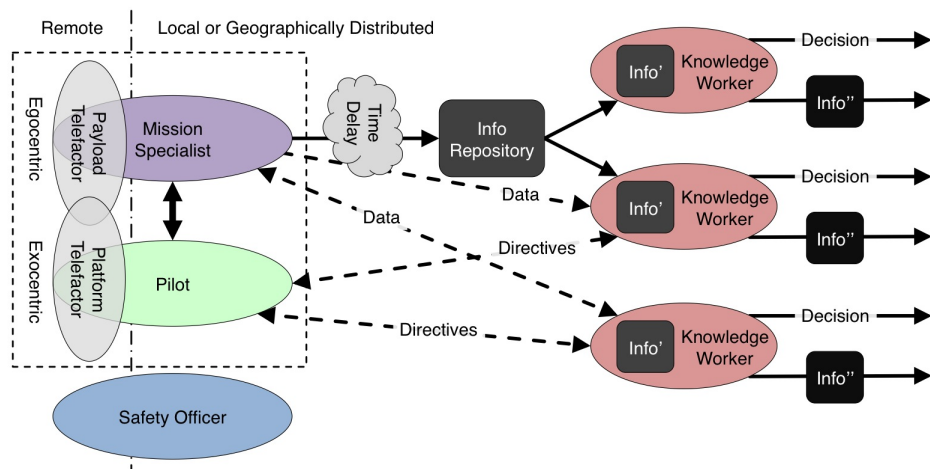 Remote
Local or Geographically Distributed
Egocentric
Payload
Telefactor
Mission
Specialist
Time
Delay
Info
Repository
Info'
Knowledge
Worker
Decision
Info''
Data
Info'
Knowledge
Worker
Decision
Info''
Data
Directives
Exocentric
Platform
Telefactor
Pilot
Directives
Info'
Knowledge
Worker
Decision
Info''
Safety Officer